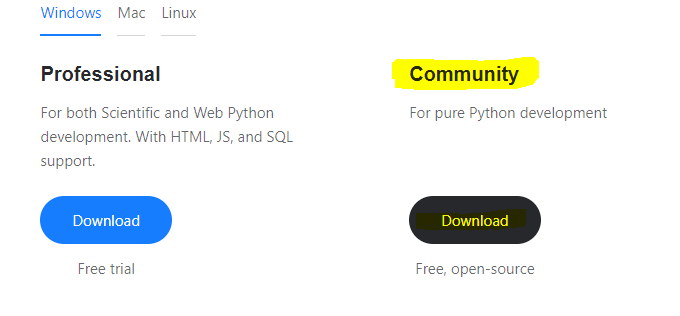 Windows Mac Linux
Professional
For both Scientific and Web Python
development. With HTML, JS, and SQL
support.
Download
Free trial
Community
For pure Python development
Download
Free, open-source